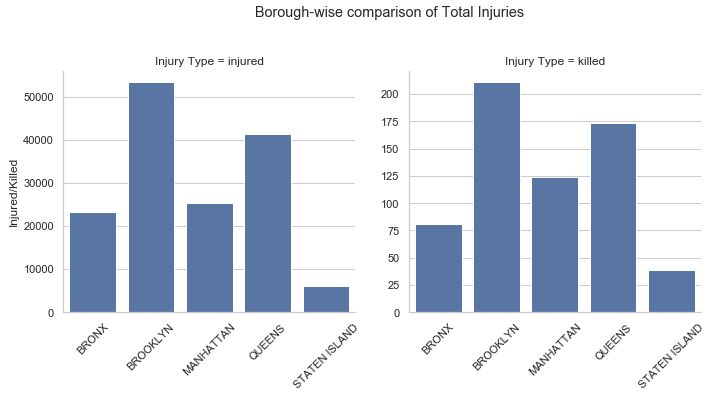 Borough-wise comparison of Total Injuries
Injury Type = injured
Injured/Killed
50000
40000
30000
20000
10000
0
BRONX
BROOKLYN
MANHATTAN
QUEENS
STATEN ISLAND
Injury Type = killed
200
175
150
125
100
75
50
25
0
BRONX
BROOKLYN
MANHATTAN
QUEENS
STATEN ISLAND